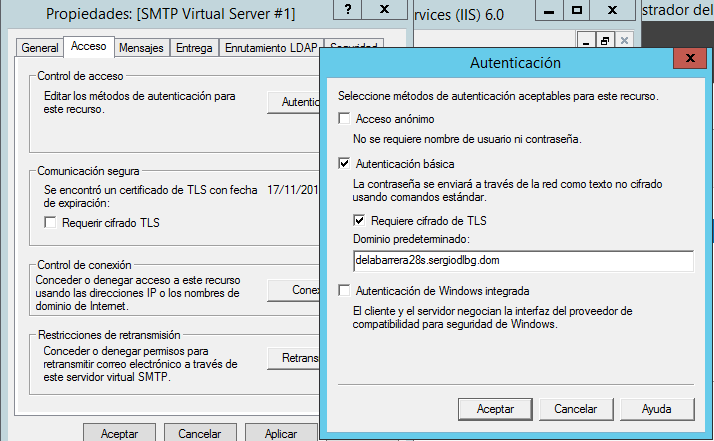 Propiedades: [SMTP Virtual Server #1]
? X
General Acceso Mensajes Entrega Enrutamiento LDAP Seguridad
Control de acceso
Editar los métodos de autenticación para
este recurso.
Autentic
Comunicación segura
Se encontró un certificado de TLS con fecha
de expiración:
17/11/201
Requerir cifrado TLS
Control de conexión
Conceder o denegar acceso a este recurso
usando las direcciones IP o los nombres de
dominio de Internet.
Conex
Restricciones de retransmisión
Conceder o denegar permisos para
retransmitir correo electrónico a través de
este servidor virtual SMTP.
Retrans
Aceptar Cancelar Aplicar
rvices (IIS) 6.0
strador del
Autenticación
X
Seleccione métodos de autenticación aceptables para este recurso.
Acceso anónimo
No se requiere nombre de usuario ni contraseña.
Autenticación básica
La contraseña se enviará a través de la red como texto no cifrado
usando comandos estándar.
Requiere cifrado de TLS
Dominio predeterminado:
delabarrera28s.sergiodlbg.dom
Autenticación de Windows integrada
El cliente y el servidor negocian la interfaz del proveedor de
compatibilidad para seguridad de Windows.
Aceptar Cancelar Ayuda